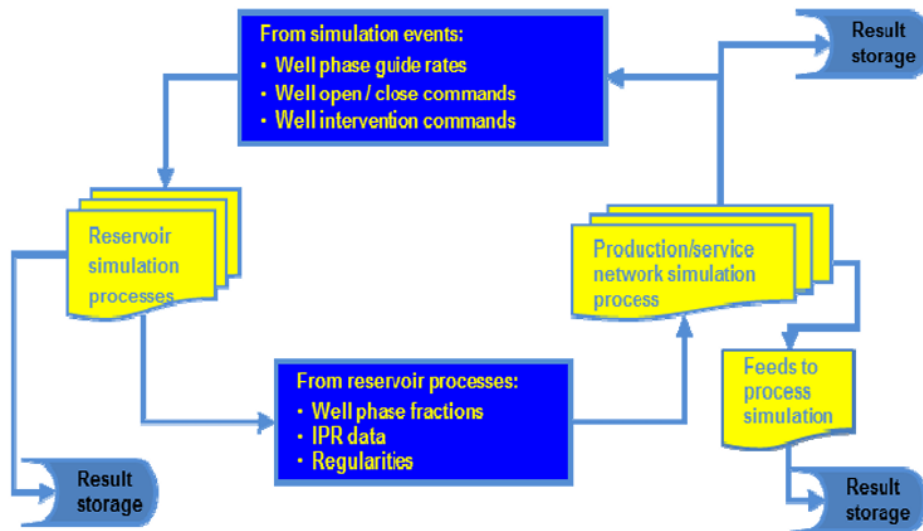 From simulation events:
• Well phase guide rates
• Well open / close commands
• Well intervention commands
Result
storage
Reservoir
simulation
processes
Production/service
network simulation
process
From reservoir processes:
• Well phase fractions
• IPR data
• Regularities
Feeds to
process
simulation
Result
storage
Result
storage